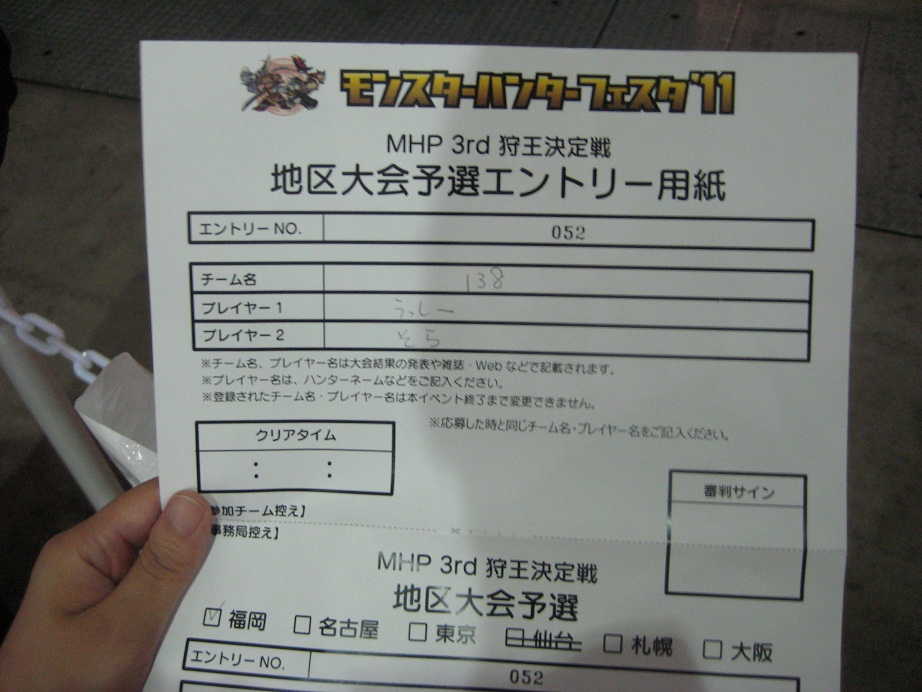 モンスターハンターフェスタ'11
MHP 3rd 狩王決定戦
地区大会予選エントリー用紙
エントリーNO. 052
チーム名 138
プレイヤー1 うっしー
プレイヤー2 そら
※チーム名、プレイヤー名は大会結果の発表や雑誌・Webなどで記載されます。
※プレイヤー名は、ハンターネームなどをご記入ください。
※登録されたチーム名・プレイヤー名は本イベント終了まで変更できません。
※応募した時と同じチーム名・プレイヤー名をご記入ください。
クリアタイム
: :
審判サイン
参加チーム控え】
事務局控え】
MHP 3rd 狩王決定戦
地区大会予選
☑ 福岡 □ 名古屋 □ 東京 □ 仙台 □ 札幌 □ 大阪
エントリーNO. 052